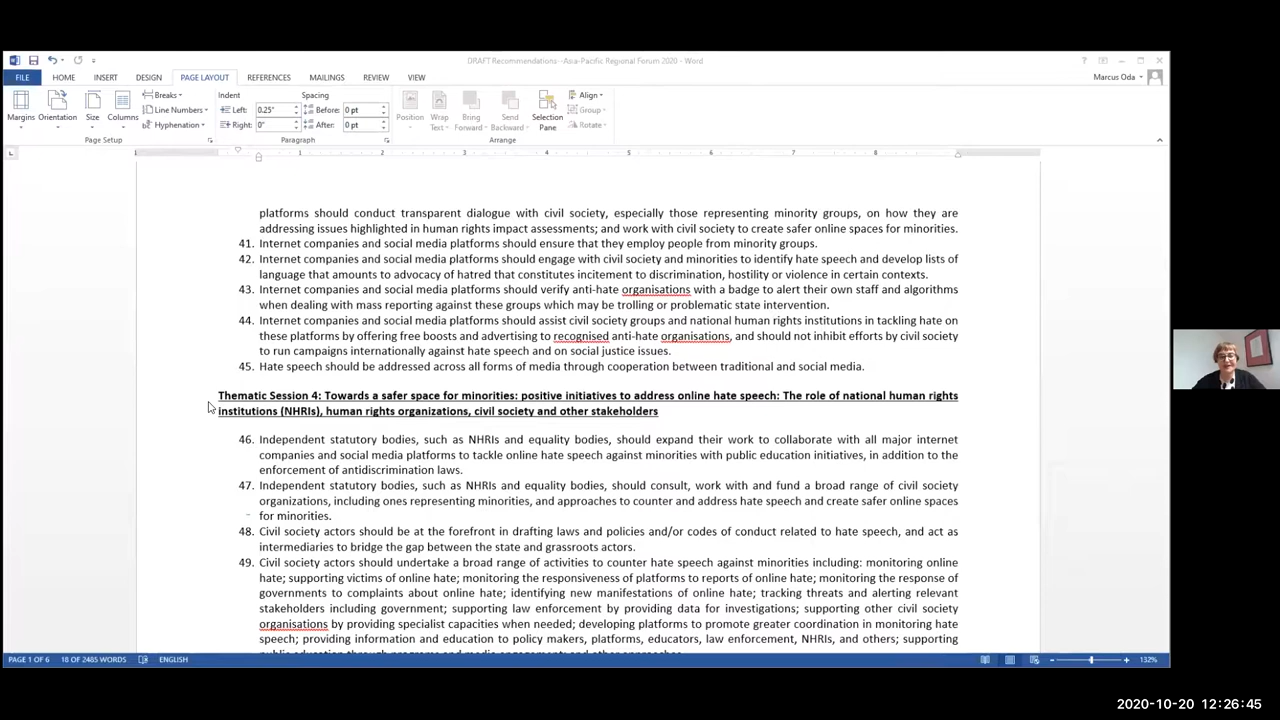 DRAFT Recommendations--Asia-Pacific Regional Forum 2020 - Word
FILE HOME INSERT DESIGN PAGE LAYOUT REFERENCES MAILINGS REVIEW VIEW Marcus Oda
Margins Orientation Size Columns
Breaks
Line Numbers
Hyphenation
Page Setup
Indent Spacing
Left: 0.25" Before: 0 pt
Right: 0" After: 0 pt
Paragraph
Position Wrap Text Bring Forward Send Backward Selection Pane
Align
Group
Rotate
Arrange
1 1 2 3 4 5 6 7 8
platforms should conduct transparent dialogue with civil society, especially those representing minority groups, on how they are
addressing issues highlighted in human rights impact assessments; and work with civil society to create safer online spaces for minorities.
41. Internet companies and social media platforms should ensure that they employ people from minority groups.
42. Internet companies and social media platforms should engage with civil society and minorities to identify hate speech and develop lists of
language that amounts to advocacy of hatred that constitutes incitement to discrimination, hostility or violence in certain contexts.
43. Internet companies and social media platforms should verify anti-hate organisations with a badge to alert their own staff and algorithms
when dealing with mass reporting against these groups which may be trolling or problematic state intervention.
44. Internet companies and social media platforms should assist civil society groups and national human rights institutions in tackling hate on
these platforms by offering free boosts and advertising to recognised anti-hate organisations, and should not inhibit efforts by civil society
to run campaigns internationally against hate speech and on social justice issues.
45. Hate speech should be addressed across all forms of media through cooperation between traditional and social media.
Thematic Session 4: Towards a safer space for minorities: positive initiatives to address online hate speech: The role of national human rights
institutions (NHRIs), human rights organizations, civil society and other stakeholders
46. Independent statutory bodies, such as NHRIs and equality bodies, should expand their work to collaborate with all major internet
companies and social media platforms to tackle online hate speech against minorities with public education initiatives, in addition to the
enforcement of antidiscrimination laws.
47. Independent statutory bodies, such as NHRIs and equality bodies, should consult, work with and fund a broad range of civil society
organizations, including ones representing minorities, and approaches to counter and address hate speech and create safer online spaces
for minorities.
48. Civil society actors should be at the forefront in drafting laws and policies and/or codes of conduct related to hate speech, and act as
intermediaries to bridge the gap between the state and grassroots actors.
49. Civil society actors should undertake a broad range of activities to counter hate speech against minorities including: monitoring online
hate; supporting victims of online hate; monitoring the responsiveness of platforms to reports of online hate; monitoring the response of
governments to complaints about online hate; identifying new manifestations of online hate; tracking threats and alerting relevant
stakeholders including government; supporting law enforcement by providing data for investigations; supporting other civil society
organisations by providing specialist capacities when needed; developing platforms to promote greater coordination in monitoring hate
speech; providing information and education to policy makers, platforms, educators, law enforcement, NHRIs, and others; supporting
public education through programs and media engagement; and other approaches.
PAGE 1 OF 6 18 OF 2485 WORDS ENGLISH 132%
2020-10-20 12:26:45